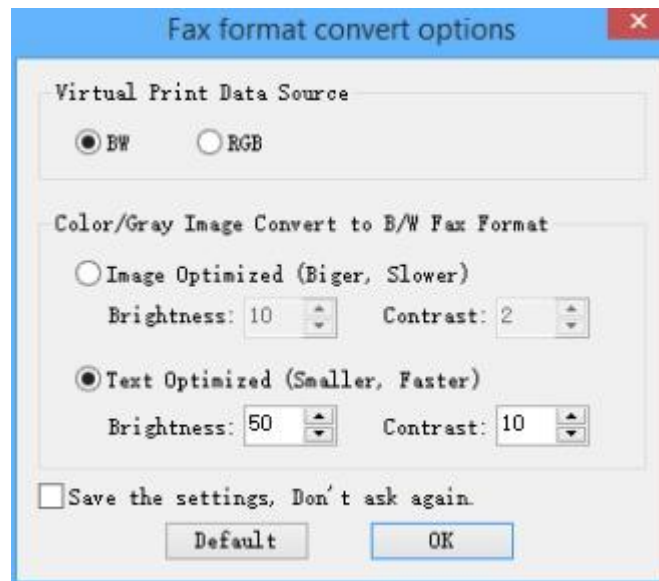 Fax format convert options
Virtual Print Data Source
BW RGB
Color/Gray Image Convert to B/W Fax Format
Image Optimized (Biger, Slower)
Brightness: 10 Contrast: 2
Text Optimized (Smaller, Faster)
Brightness: 50 Contrast: 10
Save the settings, Don't ask again.
Default OK